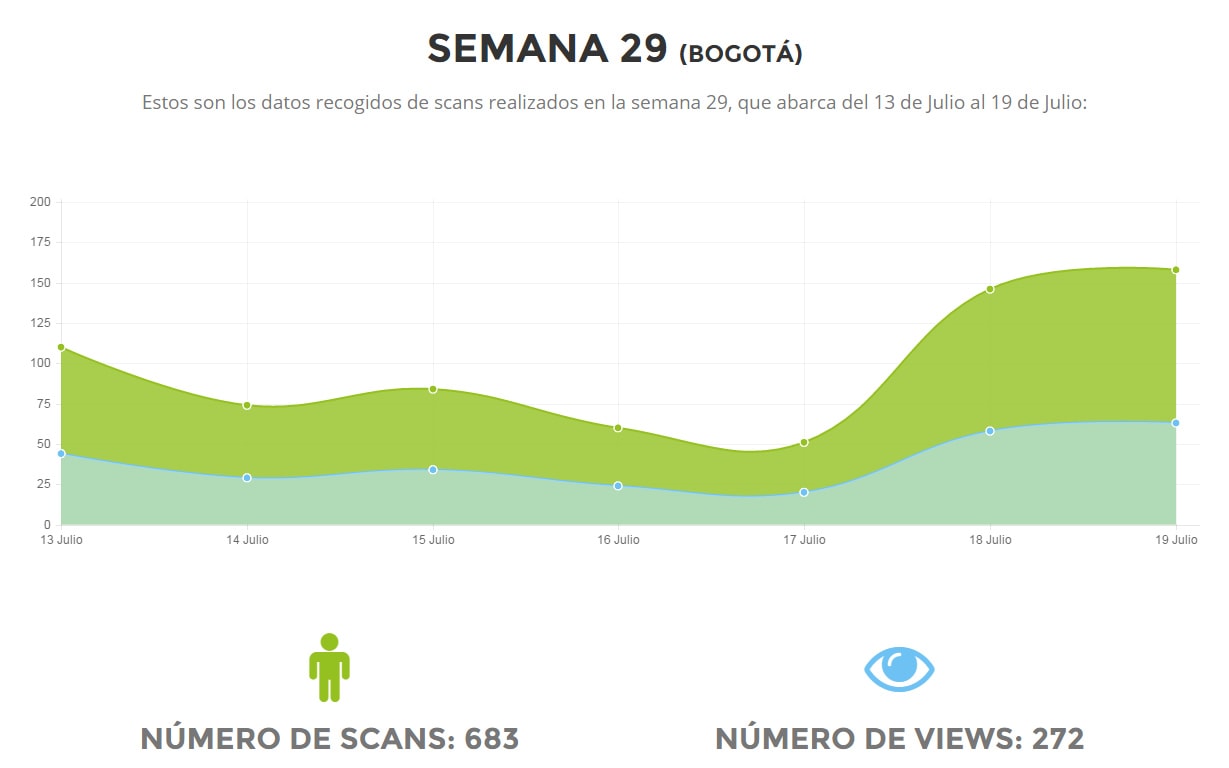 SEMANA 29 (BOGOTÁ)
Estos son los datos recogidos de scans realizados en la semana 29, que abarca del 13 de Julio al 19 de Julio:
200
175
150
125
100
75
50
25
0
13 Julio 14 Julio 15 Julio 16 Julio 17 Julio 18 Julio 19 Julio
NÚMERO DE SCANS: 683 NÚMERO DE VIEWS: 272